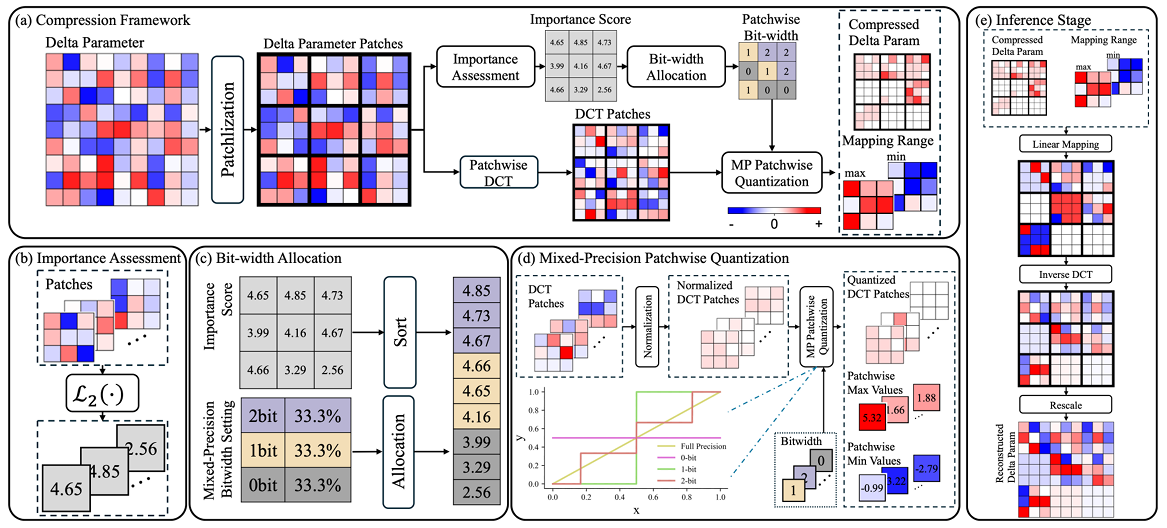 (a) Compression Framework
Delta Parameter
Patchlization
Delta Parameter Patches
Importance
Assessment
Importance Score
4.65 4.85 4.73
3.99 4.16 4.67
4.66 3.29 2.56
Bit-width
Allocation
Patchwise
Bit-width
1 2 2
0 1 2
1 0 0
Patchwise
DCT
DCT Patches
MP Patchwise
Quantization
- 0 +
Compressed
Delta Param
Mapping Range
min
max
(b) Importance Assessment
Patches
L2(·)
4.65
4.85
2.56
(c) Bit-width Allocation
Importance
Score
4.65 4.85 4.73
3.99 4.16 4.67
4.66 3.29 2.56
Sort
Mixed-Precision
Bitwidth Setting
2bit 33.3%
1bit 33.3%
0bit 33.3%
Allocation
4.85
4.73
4.67
4.66
4.65
4.16
3.99
3.29
2.56
(d) Mixed-Precision Patchwise Quantization
DCT
Patches
Normalization
Normalized
DCT Patches
MP Patchwise
Quantization
Quantized
DCT Patches
1.0
0.8
0.6
0.4
0.2
0.0
y
0.0 0.2 0.4 0.6 0.8 1.0
x
Full Precision
0-bit
1-bit
2-bit
Bitwidth
1
2
0
Patchwise
Max Values
5.32
1.66
1.88
Patchwise
Min Values
-0.99
3.22
-2.79
(e) Inference Stage
Compressed
Delta Param
Mapping Range
min
max
Linear Mapping
Inverse DCT
Rescale
Reconstructed
Delta Param